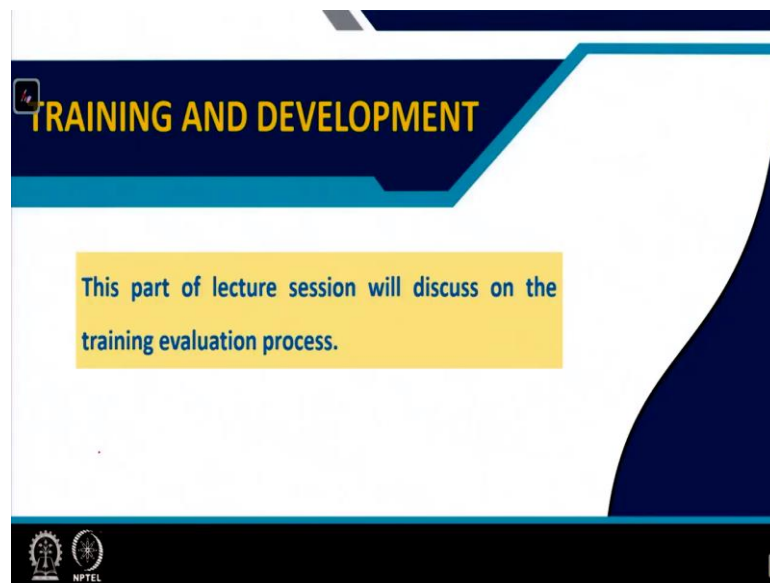 TRAINING AND DEVELOPMENT
This part of lecture session will discuss on the
training evaluation process.
NPTEL